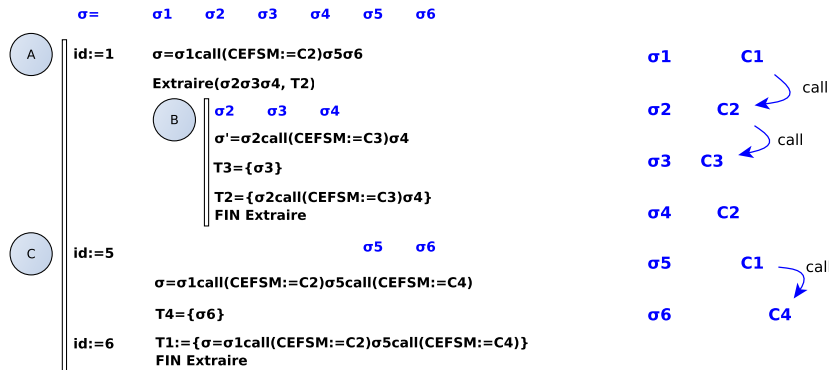 σ= σ1 σ2 σ3 σ4 σ5 σ6
A id:=1 σ=σ1call(CEFSM:=C2)σ5σ6
Extraire(σ2σ3σ4, T2)
B σ2 σ3 σ4
σ'=σ2call(CEFSM:=C3)σ4
T3={σ3}
T2={σ2call(CEFSM:=C3)σ4}
FIN Extraire
C id:=5 σ5 σ6
σ=σ1call(CEFSM:=C2)σ5call(CEFSM:=C4)
T4={σ6}
id:=6 T1:={σ=σ1call(CEFSM:=C2)σ5call(CEFSM:=C4)}
FIN Extraire
σ1 C1
call
σ2 C2
call
σ3 C3
σ4 C2
σ5 C1
call
σ6 C4